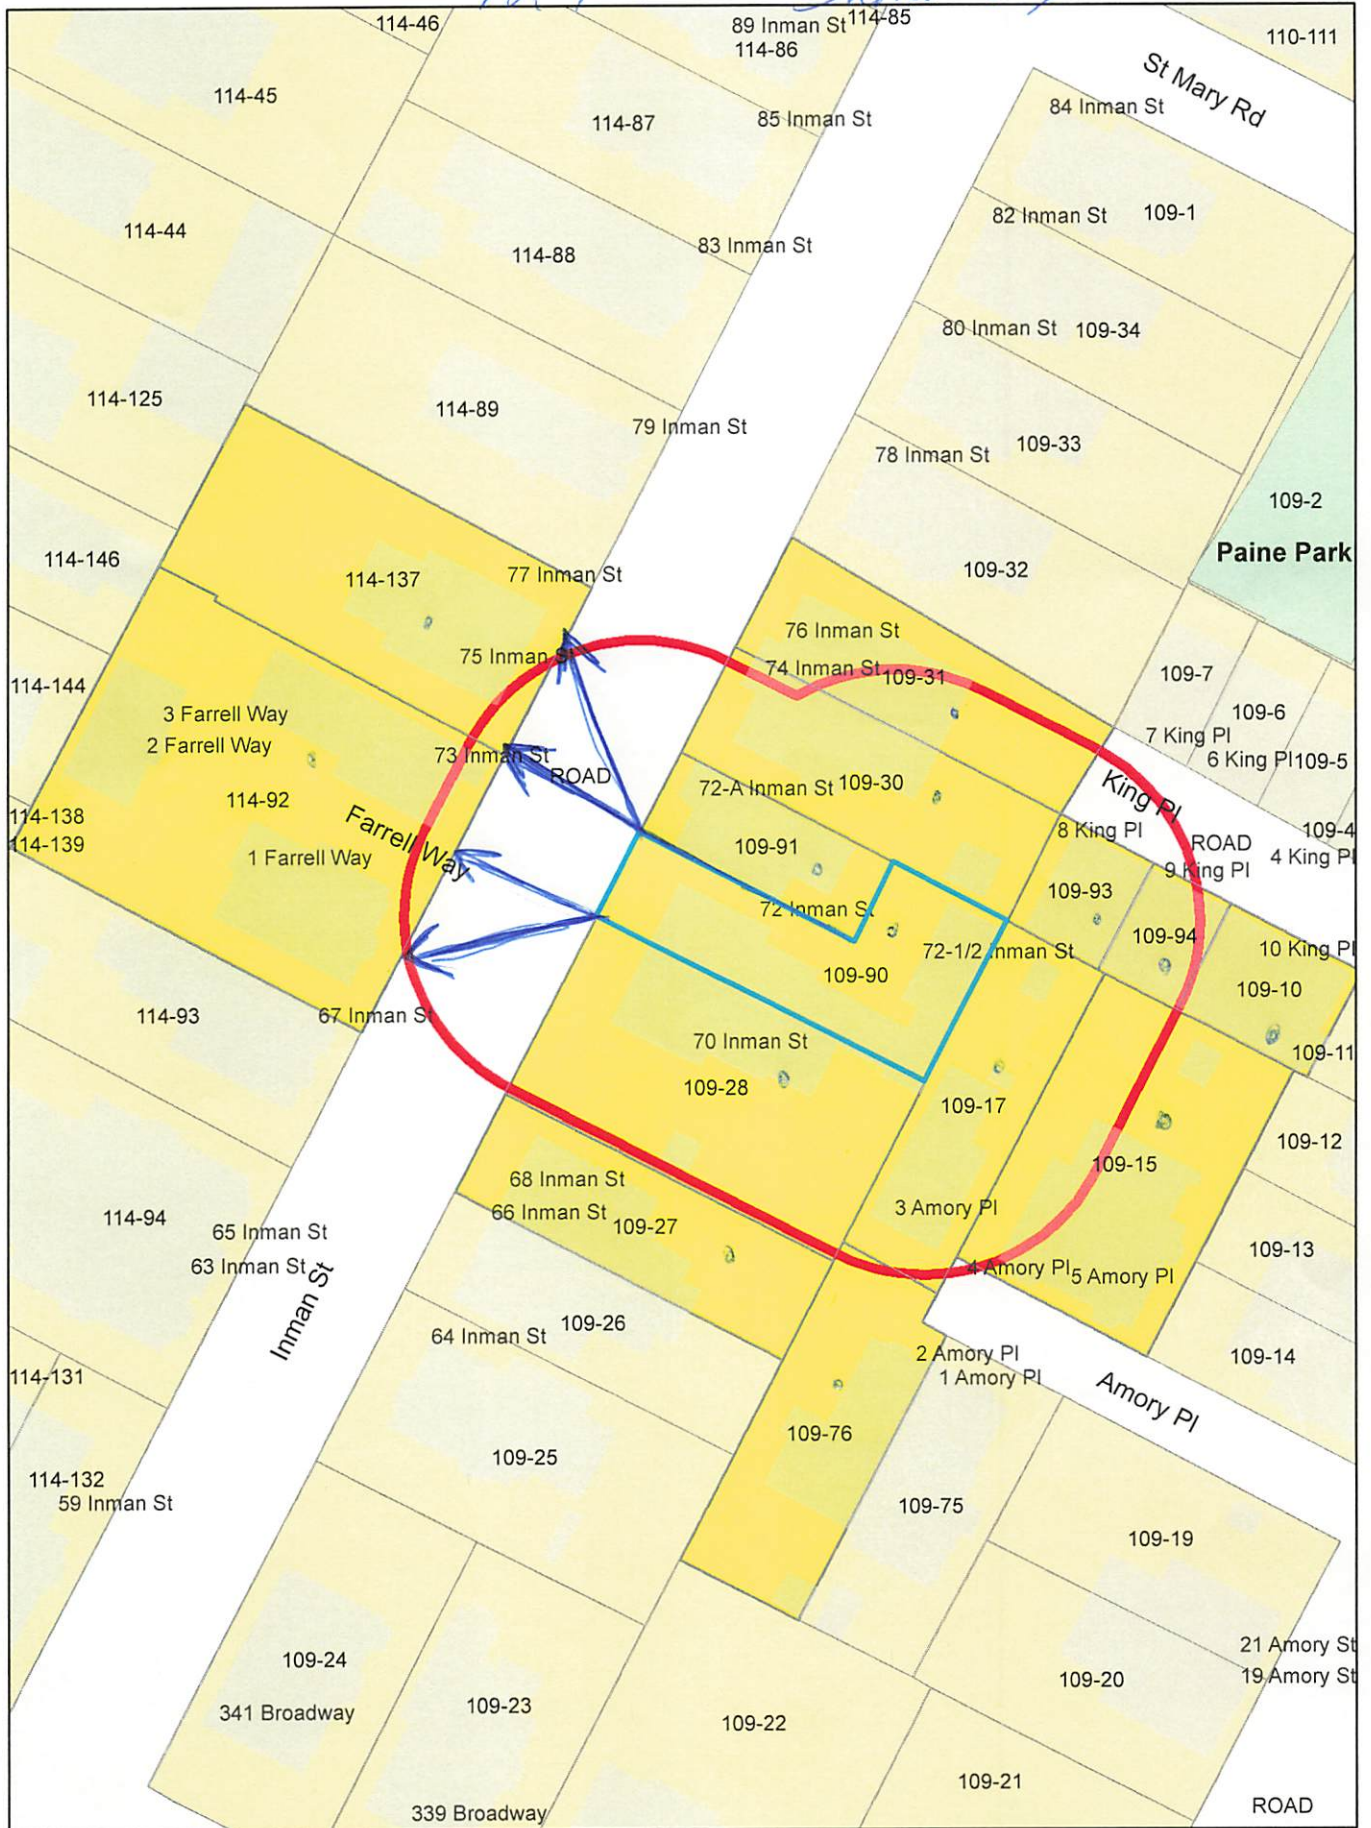 114-46
89 Inman St
114-85
114-86
110-111
St Mary Rd
114-45
84 Inman St
114-87
85 Inman St
82 Inman St
109-1
114-44
83 Inman St
114-88
80 Inman St
109-34
114-125
114-89
79 Inman St
109-33
78 Inman St
109-2
Paine Park
114-146
77 Inman St
109-32
114-137
76 Inman St
75 Inman St
74 Inman St
109-31
109-7
114-144
3 Farrell Way
2 Farrell Way
109-6
7 King Pl
6 King Pl
109-5
73 Inman St
ROAD
72-A Inman St
109-30
King Pl
114-92
114-138
114-139
Farrell Way
8 King Pl
109-4
ROAD
4 King Pl
1 Farrell Way
109-91
9 King Pl
109-93
72 Inman St
109-94
72-1/2 Inman St
10 King Pl
109-90
109-10
114-93
67 Inman St
70 Inman St
109-11
109-28
109-17
109-12
109-15
68 Inman St
66 Inman St
109-27
3 Amory Pl
114-94
65 Inman St
63 Inman St
109-13
4 Amory Pl
5 Amory Pl
Inman St
64 Inman St
109-26
2 Amory Pl
1 Amory Pl
109-14
114-131
Amory Pl
109-76
109-25
114-132
59 Inman St
109-75
109-19
21 Amory St
19 Amory St
109-24
109-20
109-23
341 Broadway
109-22
109-21
339 Broadway
ROAD